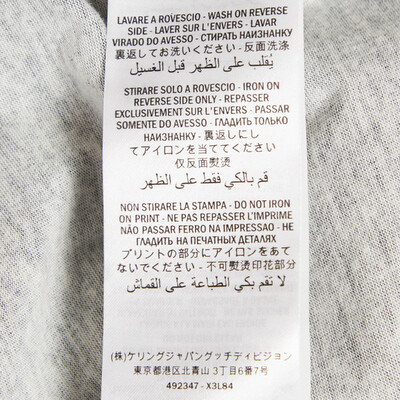 LAVARE A ROVESCIO - WASH ON REVERSE
SIDE - LAVER SUR L'ENVERS - LAVAR
VIRADO DO AVESSO - СТИРАТЬ НАИЗНАНКУ
裏返してお洗いください - 反面洗涤
يُقلب على الظهر قبل الغسيل
STIRARE SOLO A ROVESCIO - IRON ON
REVERSE SIDE ONLY - REPASSER
EXCLUSIVEMENT SUR L'ENVERS - PASSAR
SOMENTE DO AVESSO - ГЛАДИТЬ ТОЛЬКО
НАИЗНАНКУ - 裏返しにし
てアイロンを当ててください
仅反面熨烫
قم بالكي فقط على الظهر
NON STIRARE LA STAMPA - DO NOT IRON
ON PRINT - NE PAS REPASSER L'IMPRIME
NÃO PASSAR FERRO NA IMPRESSAO - НЕ
ГЛАДИТЬ НА ПЕЧАТНЫХ ДЕТАЛЯХ
プリントの部分にアイロンをあて
ないでください - 不可熨烫印花部分
لا تقم بكي الطباعة على القماش
(株)ケリングジャパングッチディビジョン
東京都港区北青山 3丁目6番7号
492347 - X3L84